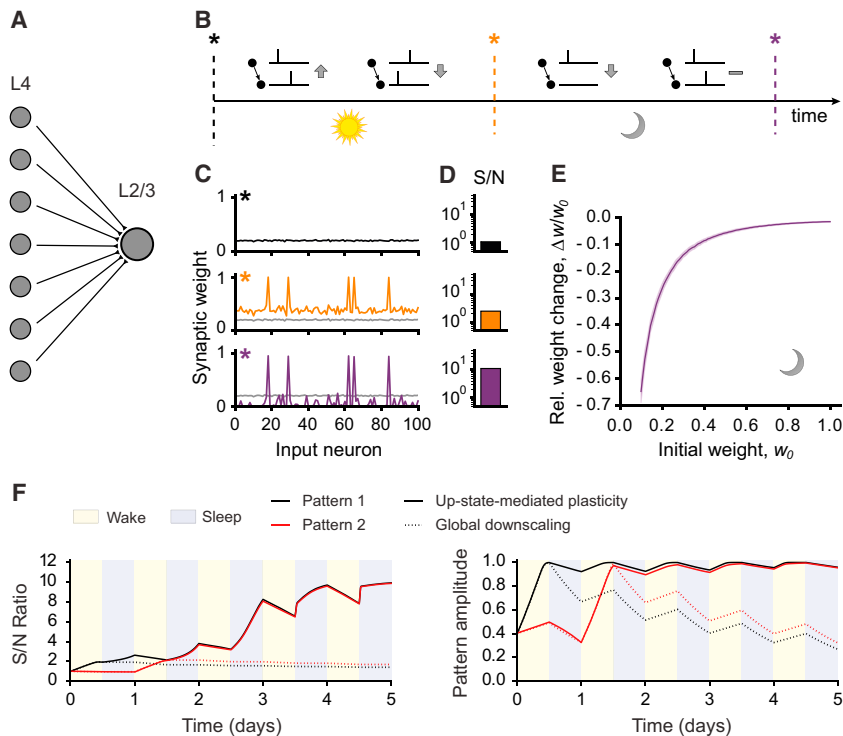 A
L4
L2/3
B
*
*
*
time
C
Synaptic weight
1
*
0
1
*
0
1
*
0
0 20 40 60 80 100
Input neuron
D
S/N
10¹
10⁰
10¹
10⁰
10¹
10⁰
E
Rel. weight change, Δw/w₀
0.0
- 0.1
- 0.2
- 0.3
- 0.4
- 0.5
- 0.6
- 0.7
0.0 0.2 0.4 0.6 0.8 1.0
Initial weight, w₀
F
Wake
Sleep
Pattern 1
Pattern 2
Up-state-mediated plasticity
Global downscaling
S/N Ratio
12
10
8
6
4
2
0
0 1 2 3 4 5
Time (days)
Pattern amplitude
1.0
0.8
0.6
0.4
0.2
0.0
0 1 2 3 4 5
Time (days)